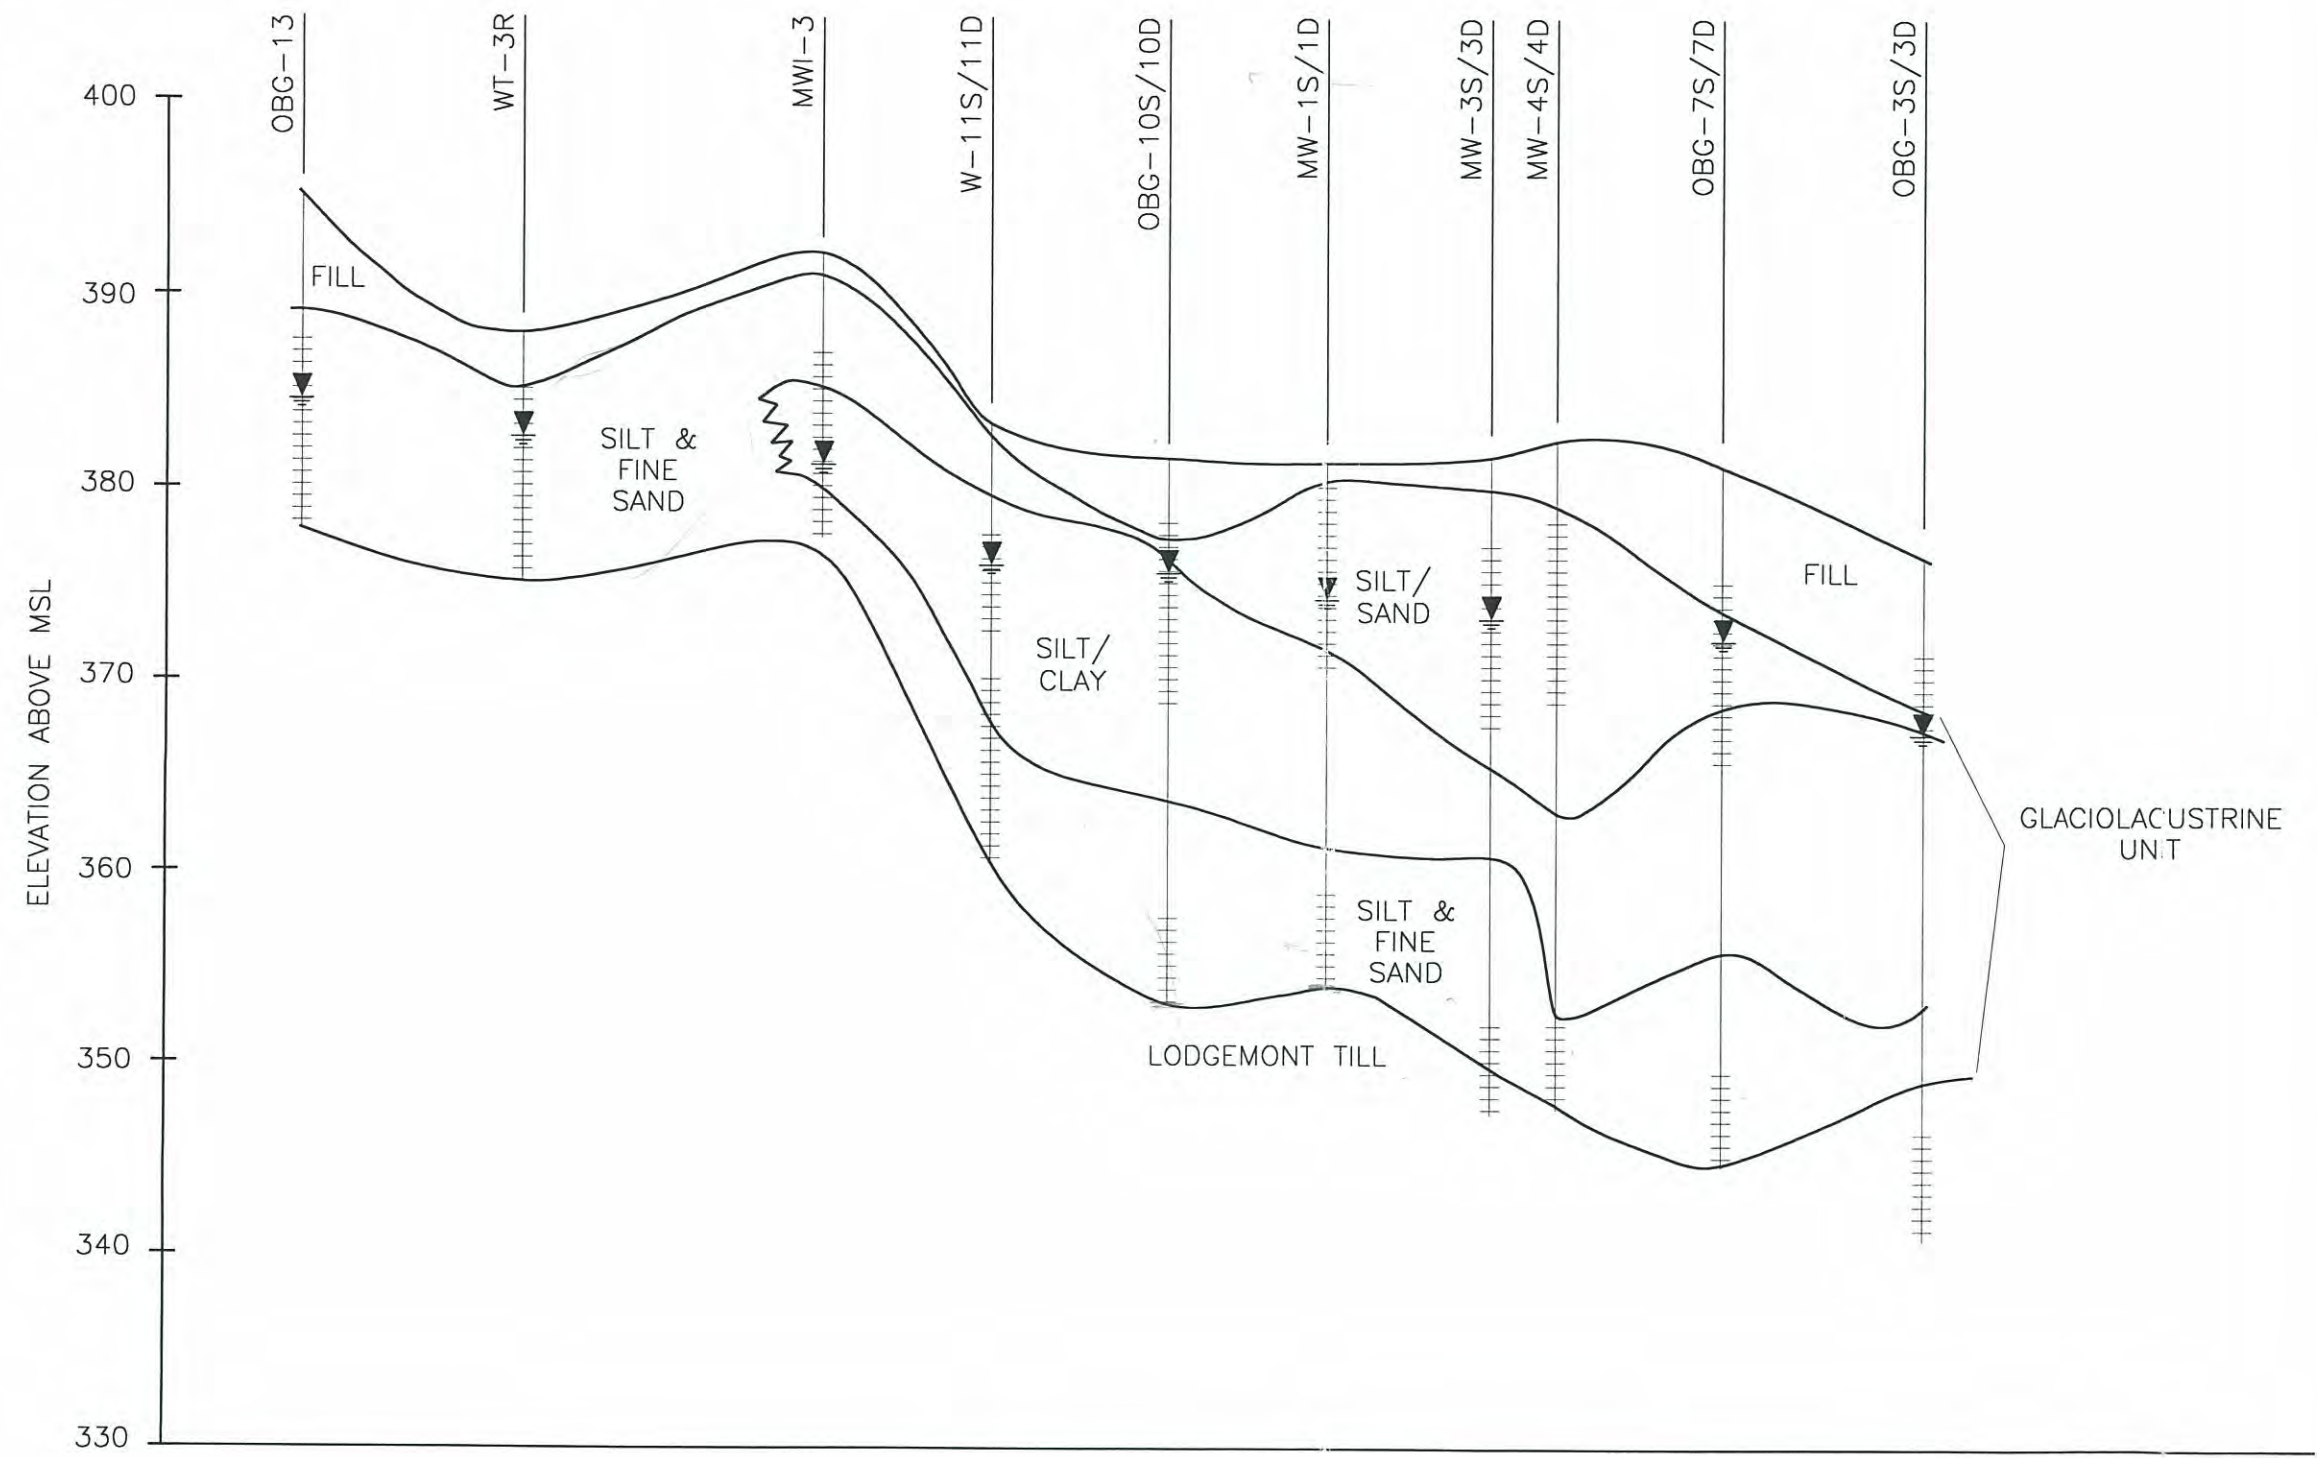 OBG-13
WT-3R
MWI-3
W-11S/11D
OBG-10S/10D
MW-1S/1D
MW-3S/3D
MW-4S/4D
OBG-7S/7D
OBG-3S/3D
ELEVATION ABOVE MSL
400
390
380
370
360
350
340
330
FILL
SILT &
FINE
SAND
SILT/
CLAY
SILT/
SAND
FILL
SILT &
FINE
SAND
LODGEMONT TILL
GLACIOLACUSTRINE
UNIT